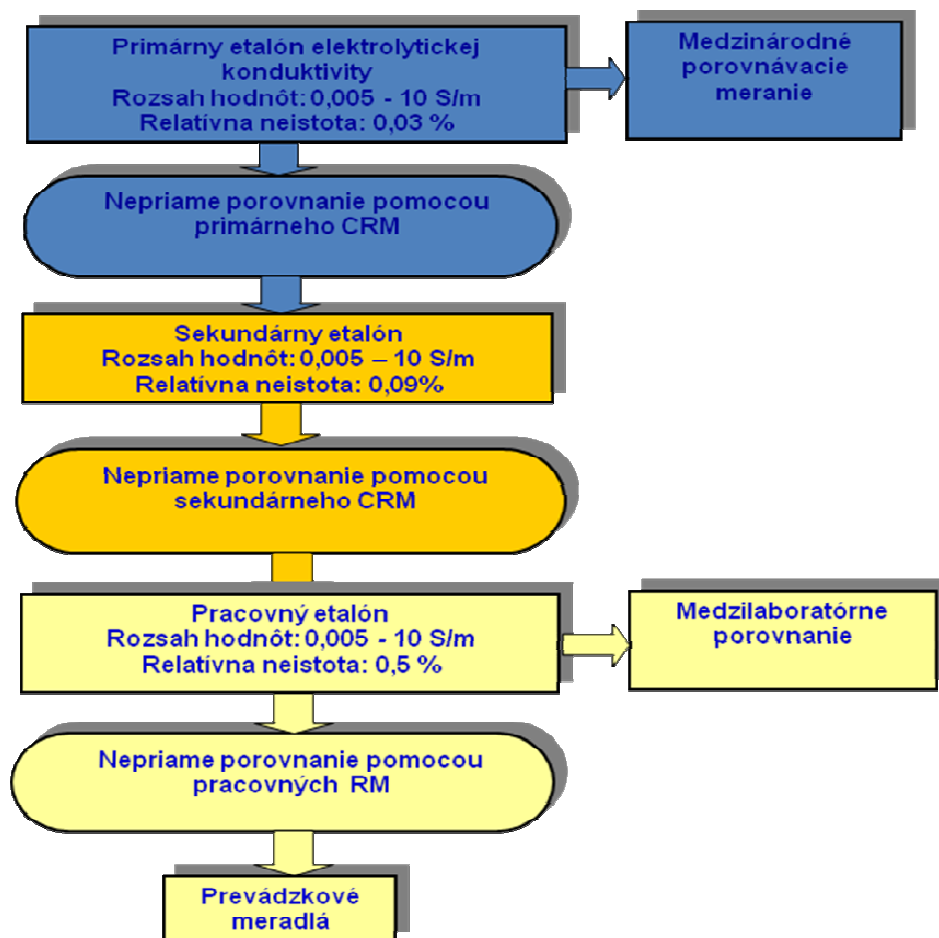 Primárny etalón elektrolytickej
konduktivity
Rozsah hodnôt: 0,005 - 10 S/m
Relatívna neistota: 0,03 %
Medzinárodné
porovnávacie
meranie
Nepriame porovnanie pomocou
primárneho CRM
Sekundárny etalón
Rozsah hodnôt: 0,005 – 10 S/m
Relatívna neistota: 0,09%
Nepriame porovnanie pomocou
sekundárneho CRM
Pracovný etalón
Rozsah hodnôt: 0,005 - 10 S/m
Relatívna neistota: 0,5 %
Medzilaboratórne
porovnanie
Nepriame porovnanie pomocou
pracovných RM
Prevádzkové
meradlá